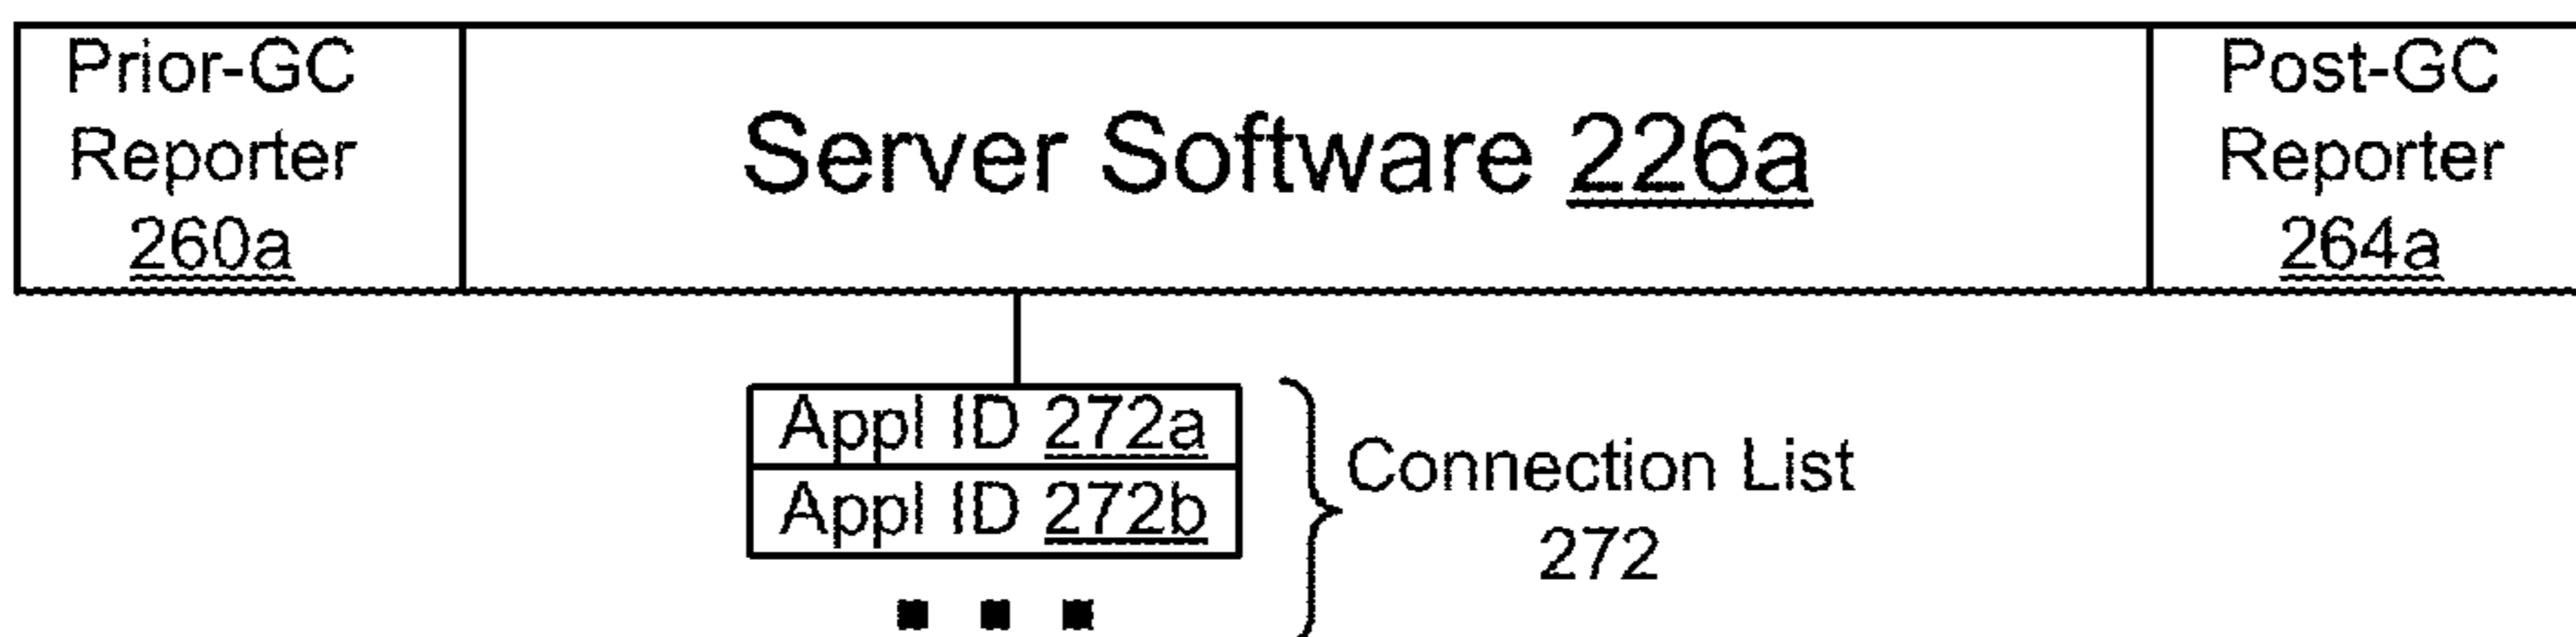 Prior-GC
Reporter
260a
Server Software 226a
Post-GC
Reporter
264a
Appl ID 272a
Appl ID 272b
Connection List
272